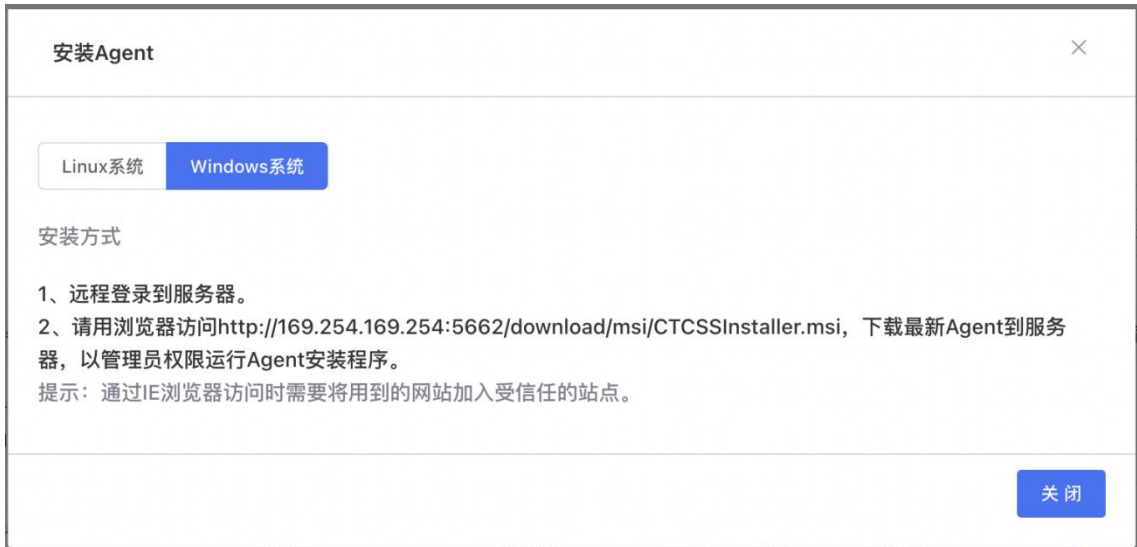 安装Agent
Linux系统
Windows系统
安装方式
1、远程登录到服务器。
2、请用浏览器访问http://169.254.169.254:5662/download/msi/CTCSSInstaller.msi，下载最新Agent到服务
器，以管理员权限运行Agent安装程序。
提示：通过IE浏览器访问时需要将用到的网站加入受信任的站点。
关 闭